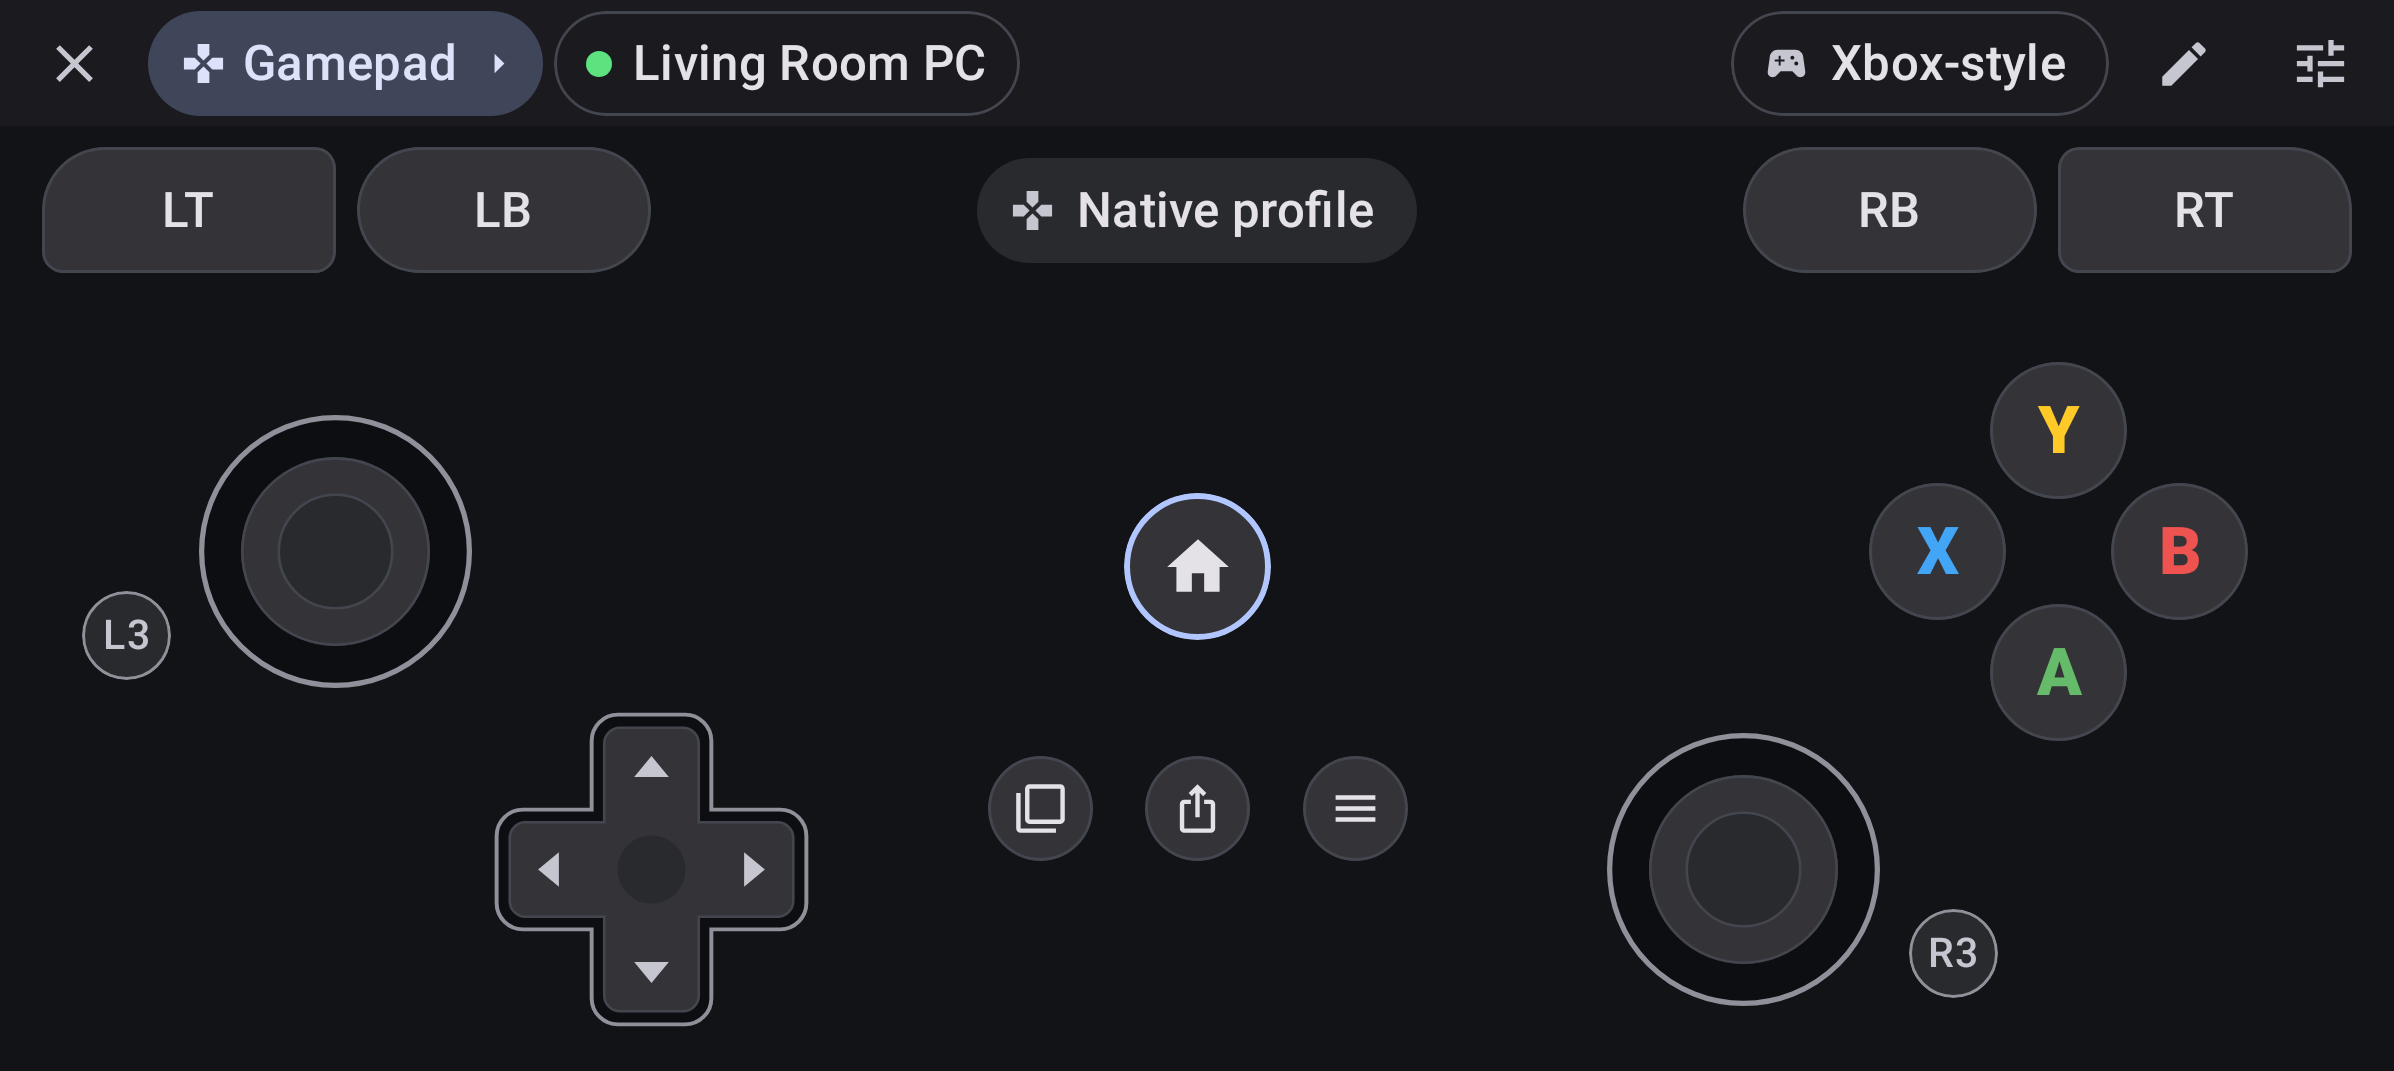 Gamepad
Living Room PC
Xbox-style
LT
LB
Native profile
RB
RT
Y
X
B
L3
A
R3